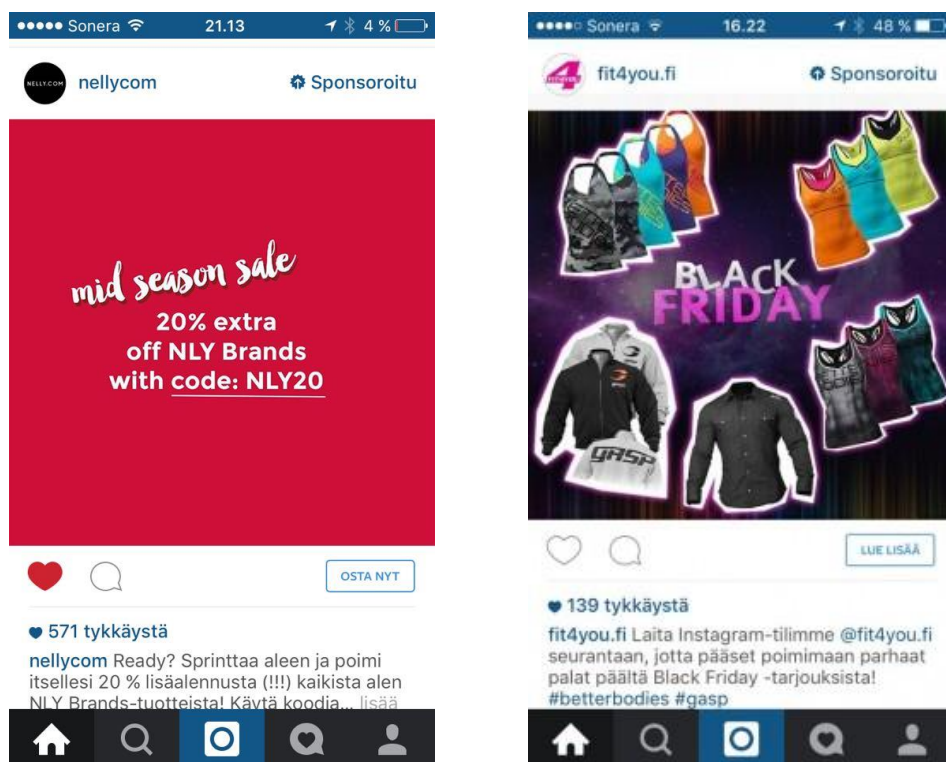 Sonera 21.13 4 %
NELLY.COM nellycom Sponsoroitu
mid season sale
20% extra
off NLY Brands
with code: NLY20
OSTA NYT
571 tykkäystä
nellycom Ready? Sprinttaa aleen ja poimi
itsellesi 20 % lisäalennusta (!!!) kaikista alen
NLY Brands-tuotteista! Käytä koodia... lisää
Sonera 16.22 48 %
4 fit4you.fi Sponsoroitu
BLACK
FRIDAY
GASP
LUE LISÄÄ
139 tykkäystä
fit4you.fi Laita Instagram-tilimme @fit4you.fi
seurantaan, jotta pääset poimimaan parhaat
palat päältä Black Friday -tarjouksista!
#betterbodies #gasp